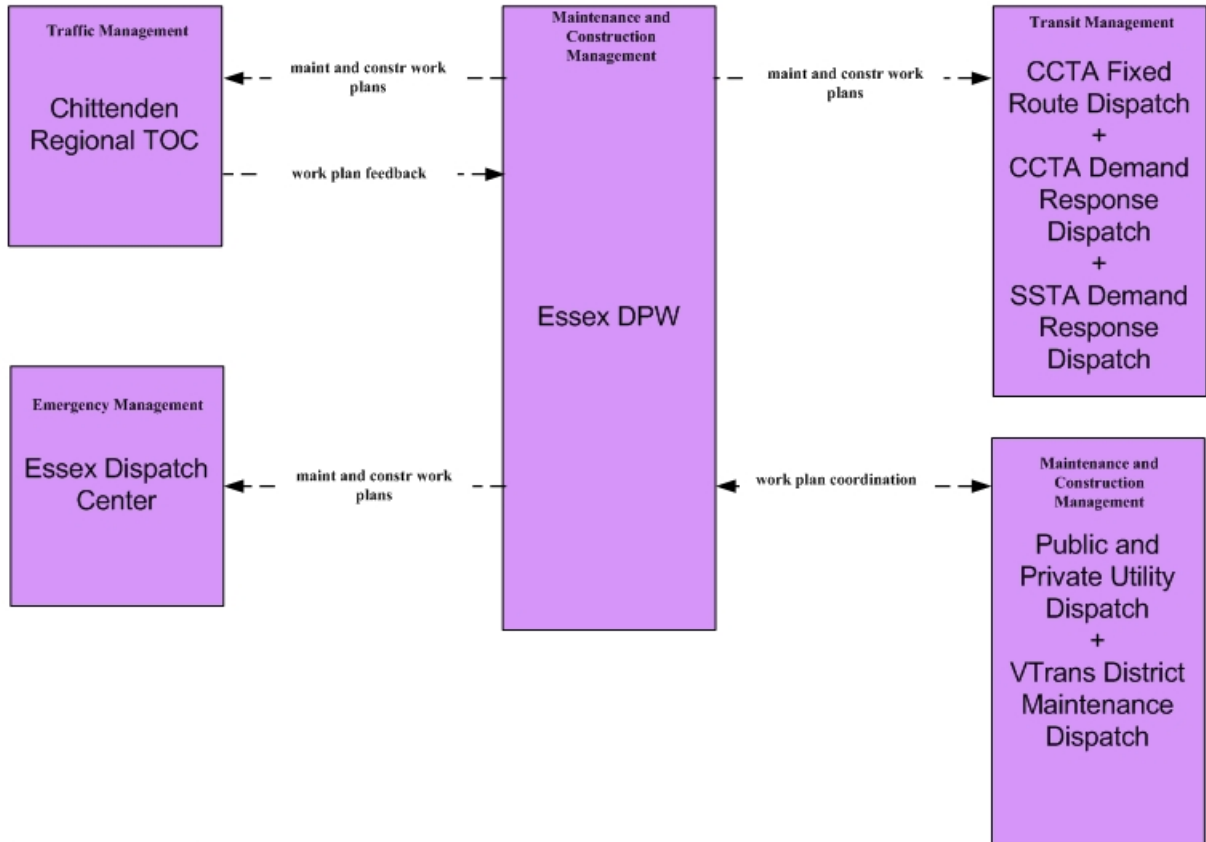 Traffic Management
Chittenden
Regional TOC
maint and constr work
plans
work plan feedback
Maintenance and
Construction
Management
Essex DPW
maint and constr work
plans
Transit Management
CCTA Fixed
Route Dispatch
+
CCTA Demand
Response
Dispatch
+
SSTA Demand
Response
Dispatch
Emergency Management
Essex Dispatch
Center
maint and constr work
plans
work plan coordination
Maintenance and
Construction
Management
Public and
Private Utility
Dispatch
+
VTrans District
Maintenance
Dispatch